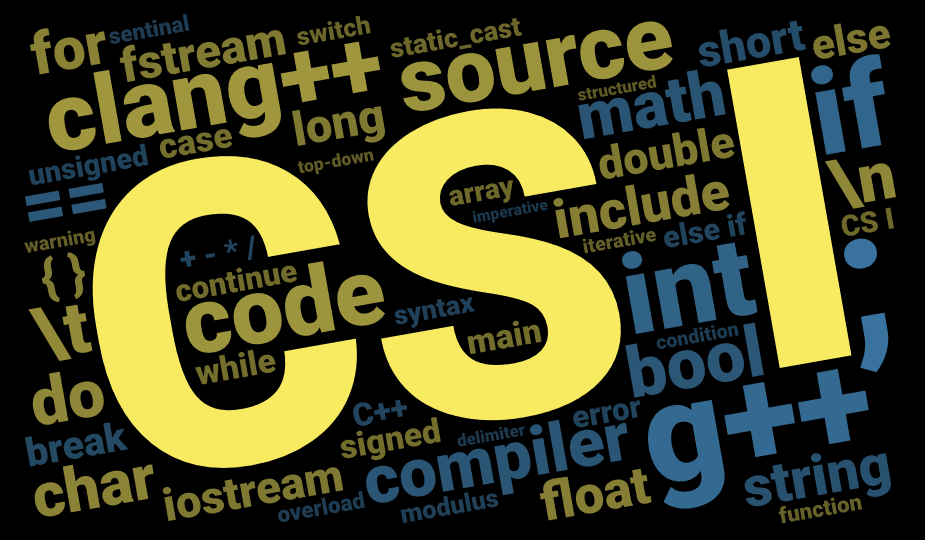 for
sentinal
fstream
switch
static_cast
source
short
else
clang++
structured
math
if
long
unsigned
case
top-down
double
==
array
imperative
include
\n
CS I
warning
iterative
else if
CS I
+ - * /
{ }
continue
code
syntax
int
;
\t
main
condition
while
bool
do
C++
error
g++
break
signed
delimiter
compiler
char
iostream
float
string
overload
modulus
function